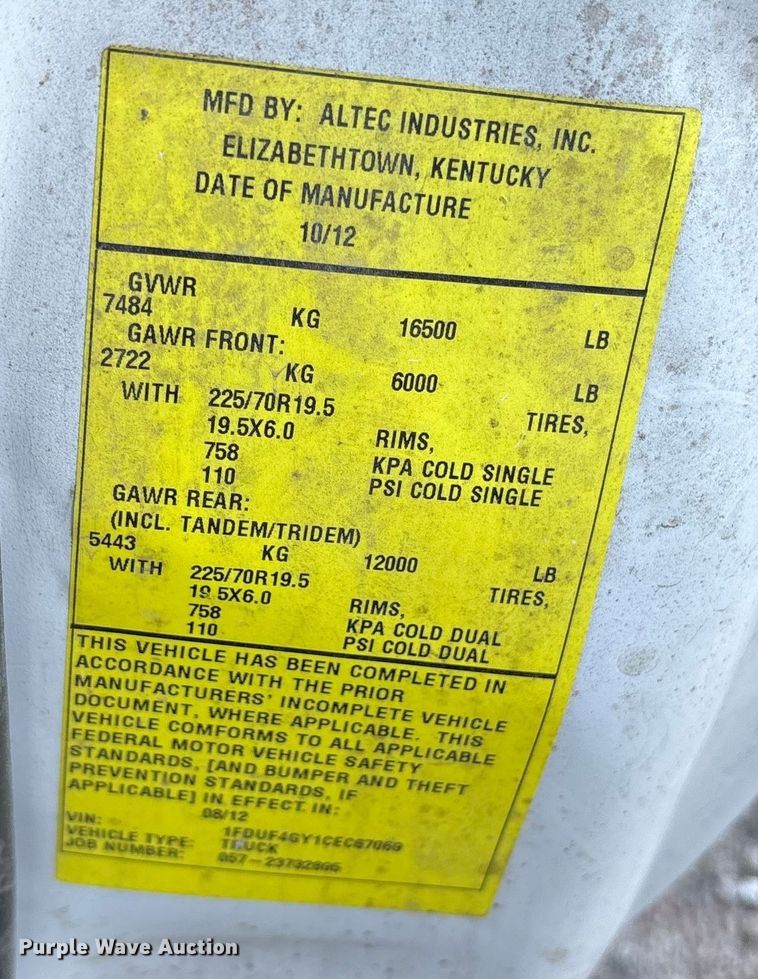 MFD BY: ALTEC INDUSTRIES, INC.
ELIZABETHTOWN, KENTUCKY
DATE OF MANUFACTURE
10/12
GVWR
7484 KG 16500 LB
GAWR FRONT:
2722 KG 6000 LB
WITH 225/70R19.5 TIRES,
19.5X6.0 RIMS,
758 KPA COLD SINGLE
110 PSI COLD SINGLE
GAWR REAR:
(INCL. TANDEM/TRIDEM)
5443 KG 12000 LB
WITH 225/70R19.5 TIRES,
19.5X6.0 RIMS,
758 KPA COLD DUAL
110 PSI COLD DUAL
THIS VEHICLE HAS BEEN COMPLETED IN
ACCORDANCE WITH THE PRIOR
MANUFACTURERS' INCOMPLETE VEHICLE
DOCUMENT, WHERE APPLICABLE. THIS
VEHICLE COMFORMS TO ALL APPLICABLE
FEDERAL MOTOR VEHICLE SAFETY
STANDARDS, [AND BUMPER AND THEFT
PREVENTION STANDARDS, IF
APPLICABLE] IN EFFECT IN:
08/12
VIN:
VEHICLE TYPE: TRUCK
JOB NUMBER:
Purple Wave Auction